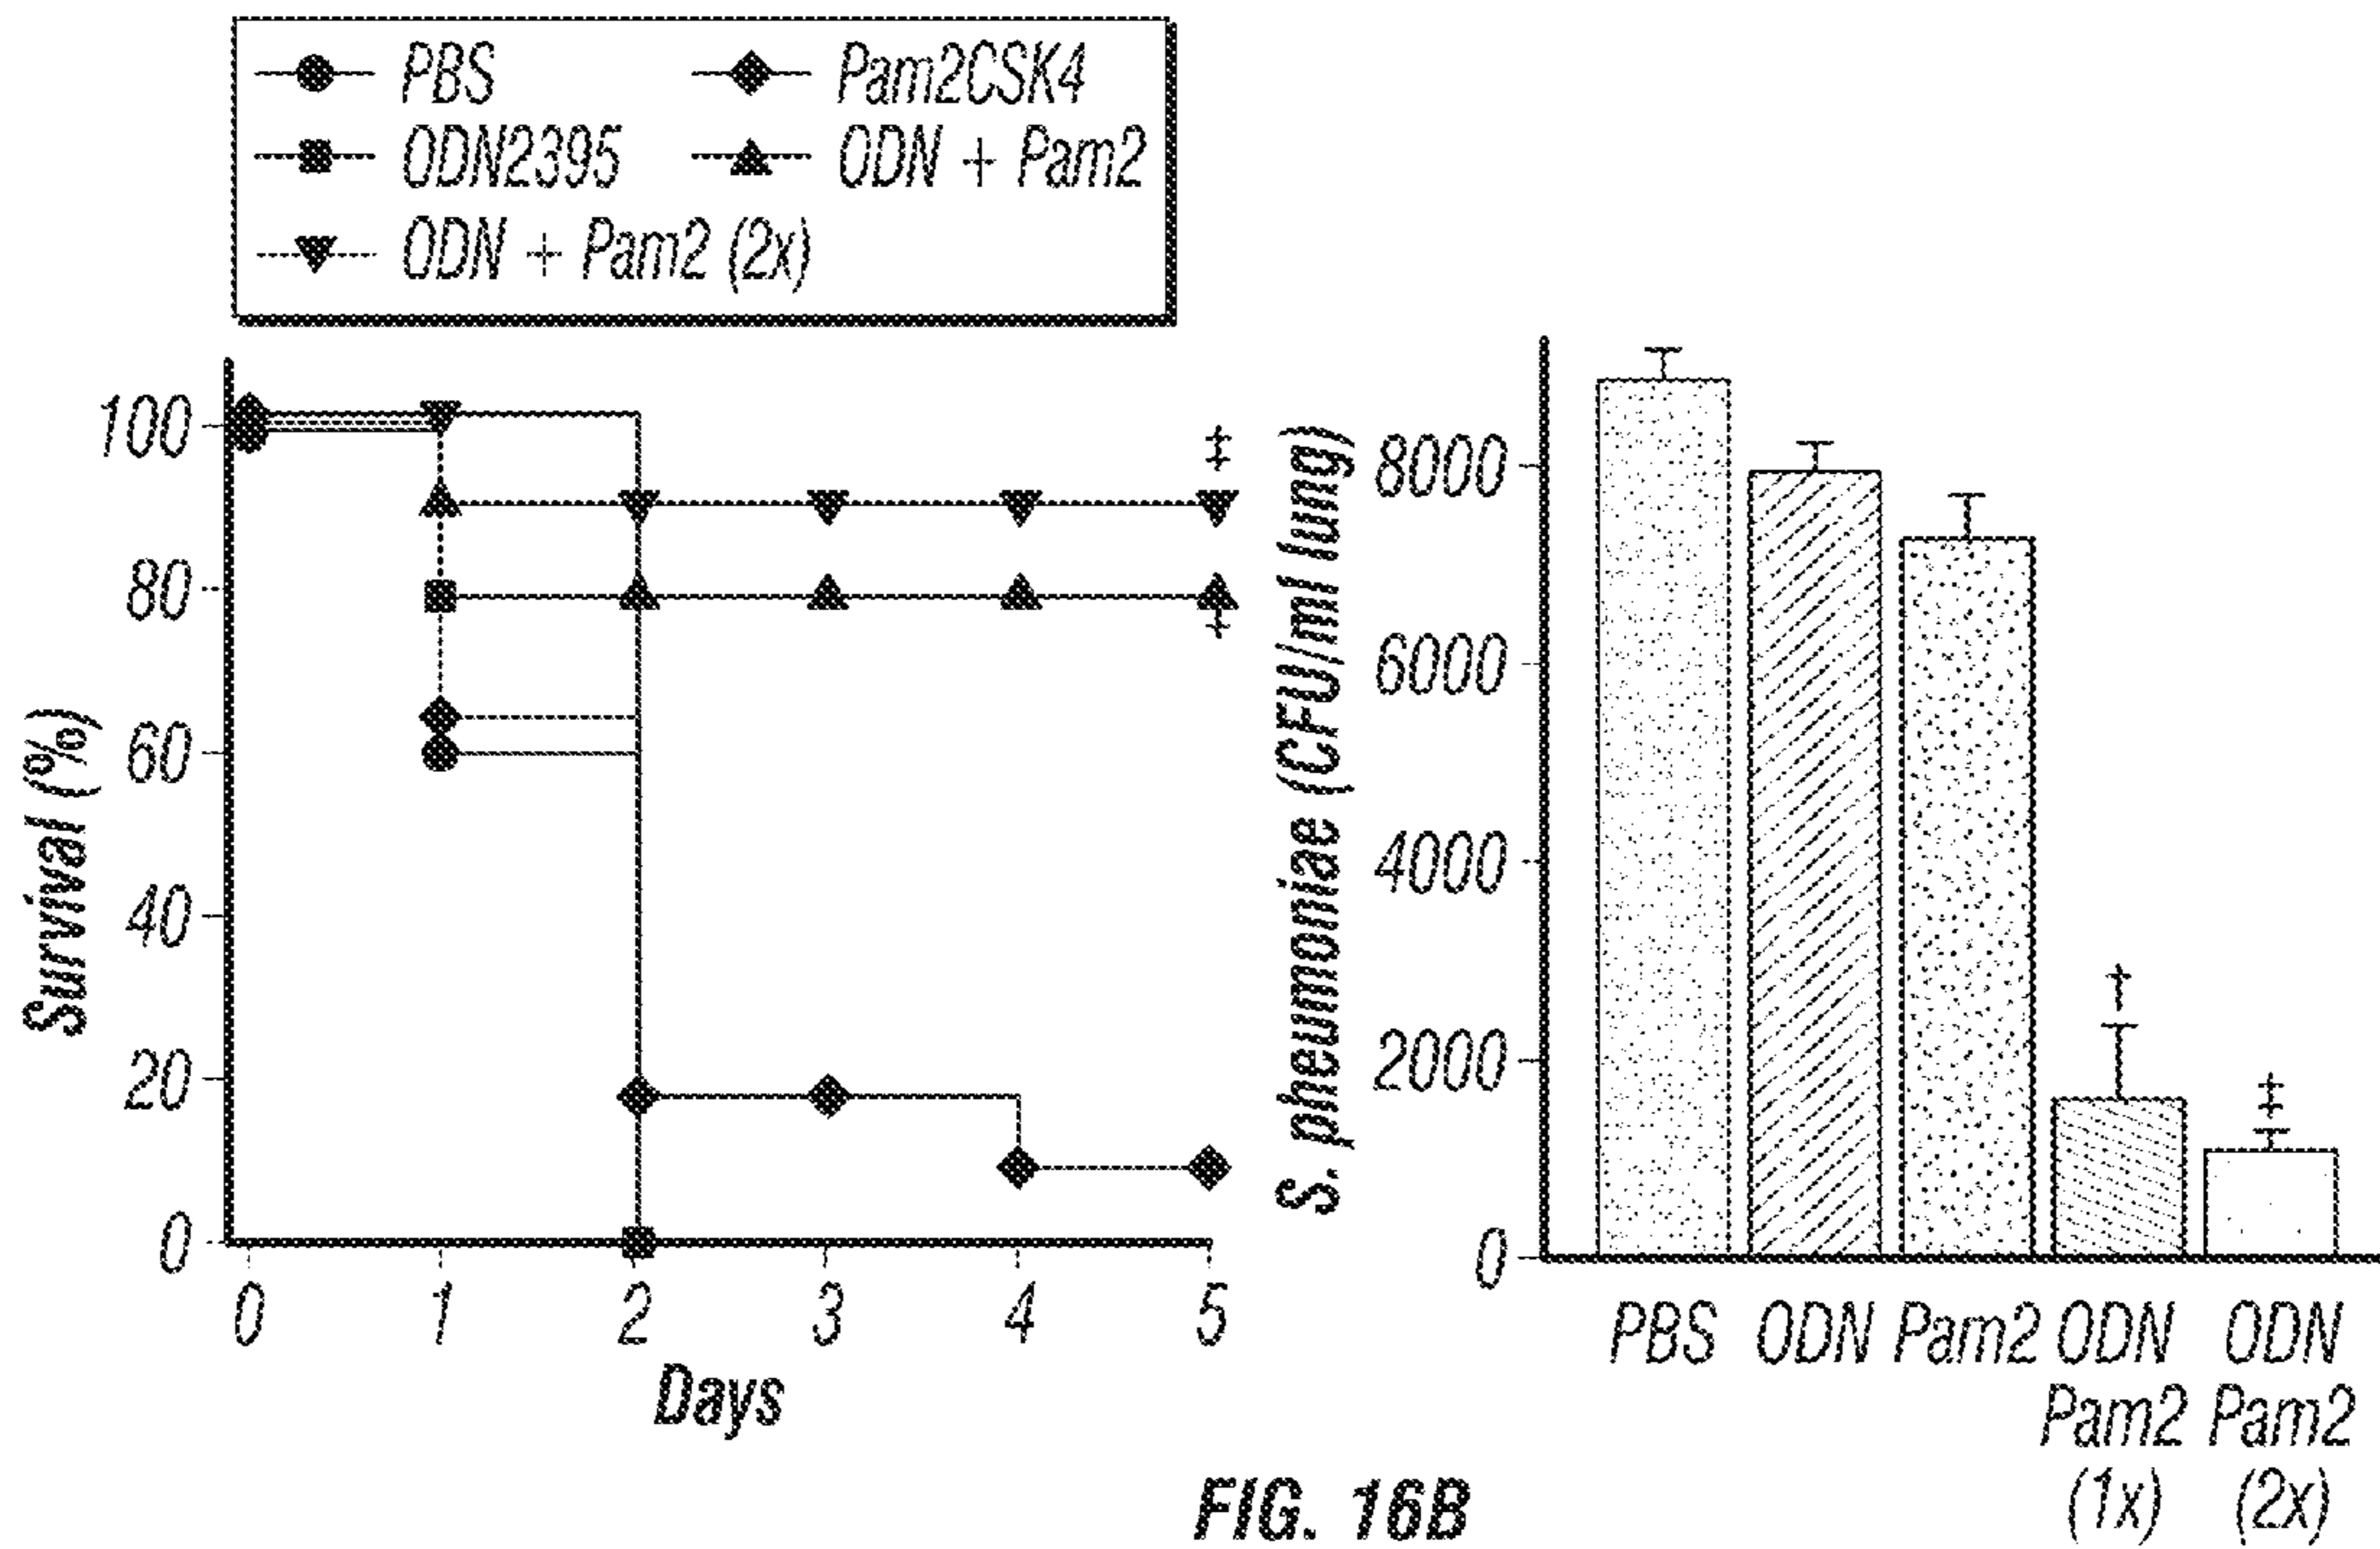 PBS
Pam2CSK4
ODN2395
ODN + Pam2
ODN + Pam2 (2x)
Survival (%)
100
80
60
40
20
0
‡
‡
0 1 2 3 4 5
Days
S. pheumoniae (CFU/ml lung)
8000
6000
4000
2000
0
†
‡
PBS ODN Pam2 ODN ODN
Pam2 Pam2
(1x) (2x)
FIG. 16B